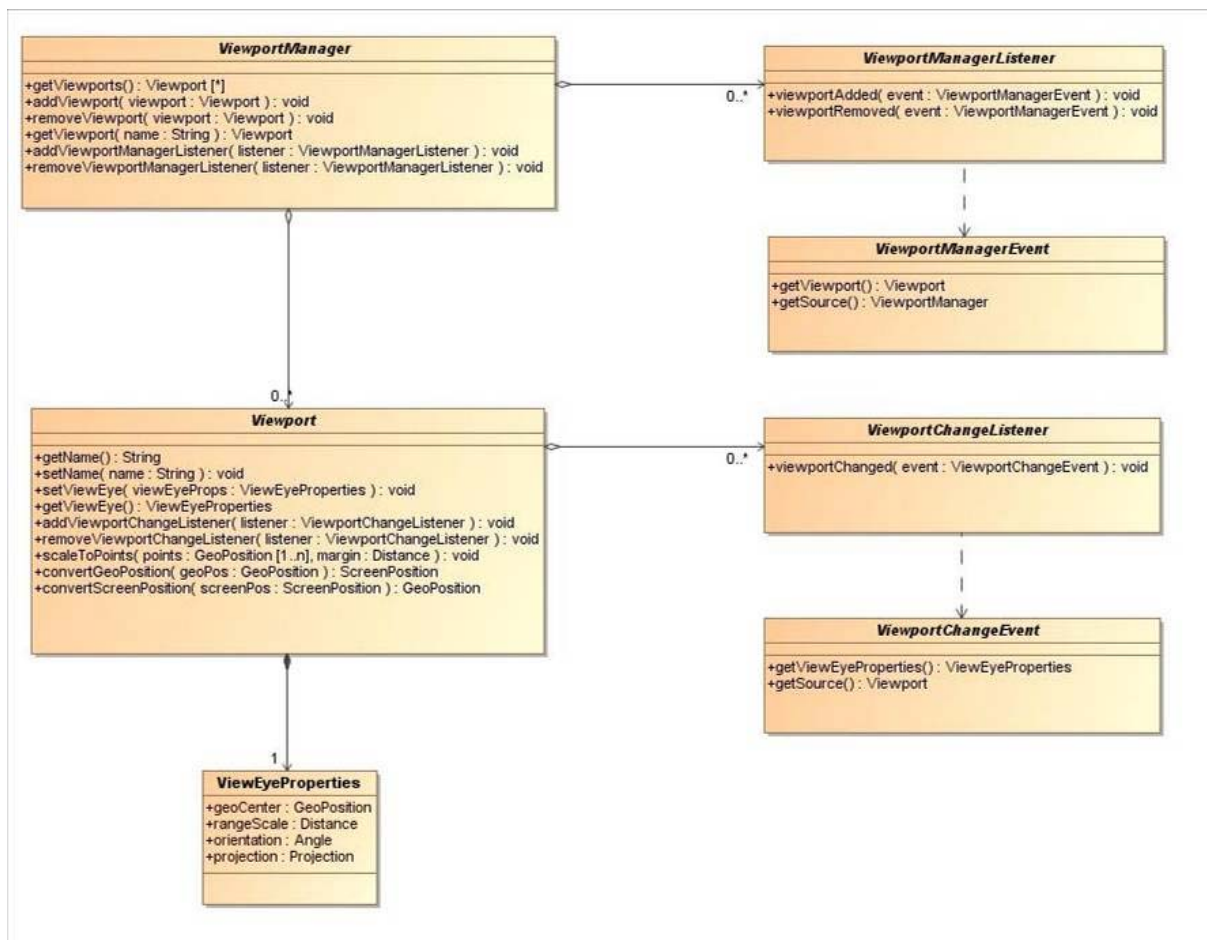 ViewportManager
+getViewports() : Viewport [*]
+addViewport( viewport : Viewport ) : void
+removeViewport( viewport : Viewport ) : void
+getViewport( name : String ) : Viewport
+addViewportManagerListener( listener : ViewportManagerListener ) : void
+removeViewportManagerListener( listener : ViewportManagerListener ) : void
0..*
ViewportManagerListener
+viewportAdded( event : ViewportManagerEvent ) : void
+viewportRemoved( event : ViewportManagerEvent ) : void
ViewportManagerEvent
+getViewport() : Viewport
+getSource() : ViewportManager
0..*
Viewport
+getName() : String
+setName( name : String ) : void
+setViewEye( viewEyeProps : ViewEyeProperties ) : void
+getViewEye() : ViewEyeProperties
+addViewportChangeListener( listener : ViewportChangeListener ) : void
+removeViewportChangeListener( listener : ViewportChangeListener ) : void
+scaleToPoints( points : GeoPosition [1..n], margin : Distance ) : void
+convertGeoPosition( geoPos : GeoPosition ) : ScreenPosition
+convertScreenPosition( screenPos : ScreenPosition ) : GeoPosition
0..*
ViewportChangeListener
+viewportChanged( event : ViewportChangeEvent ) : void
ViewportChangeEvent
+getViewEyeProperties() : ViewEyeProperties
+getSource() : Viewport
1
ViewEyeProperties
+geoCenter : GeoPosition
+rangeScale : Distance
+orientation : Angle
+projection : Projection